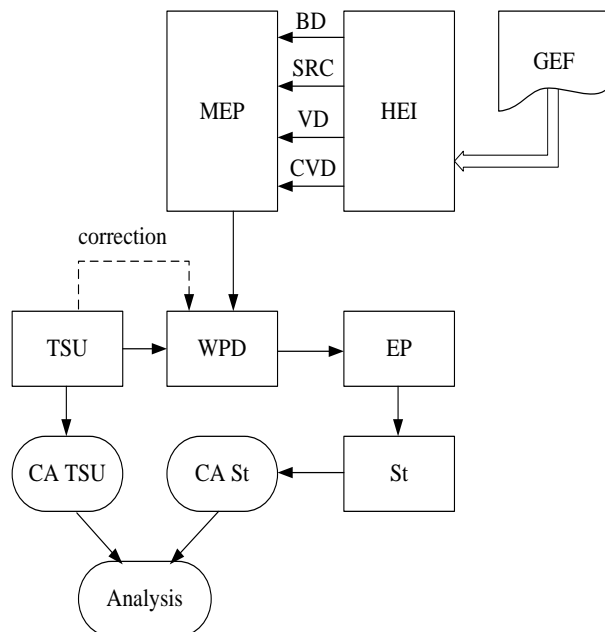 BD
GEF
SRC
MEP
HEI
VD
CVD
correction
TSU
WPD
EP
CA TSU
CA St
St
Analysis